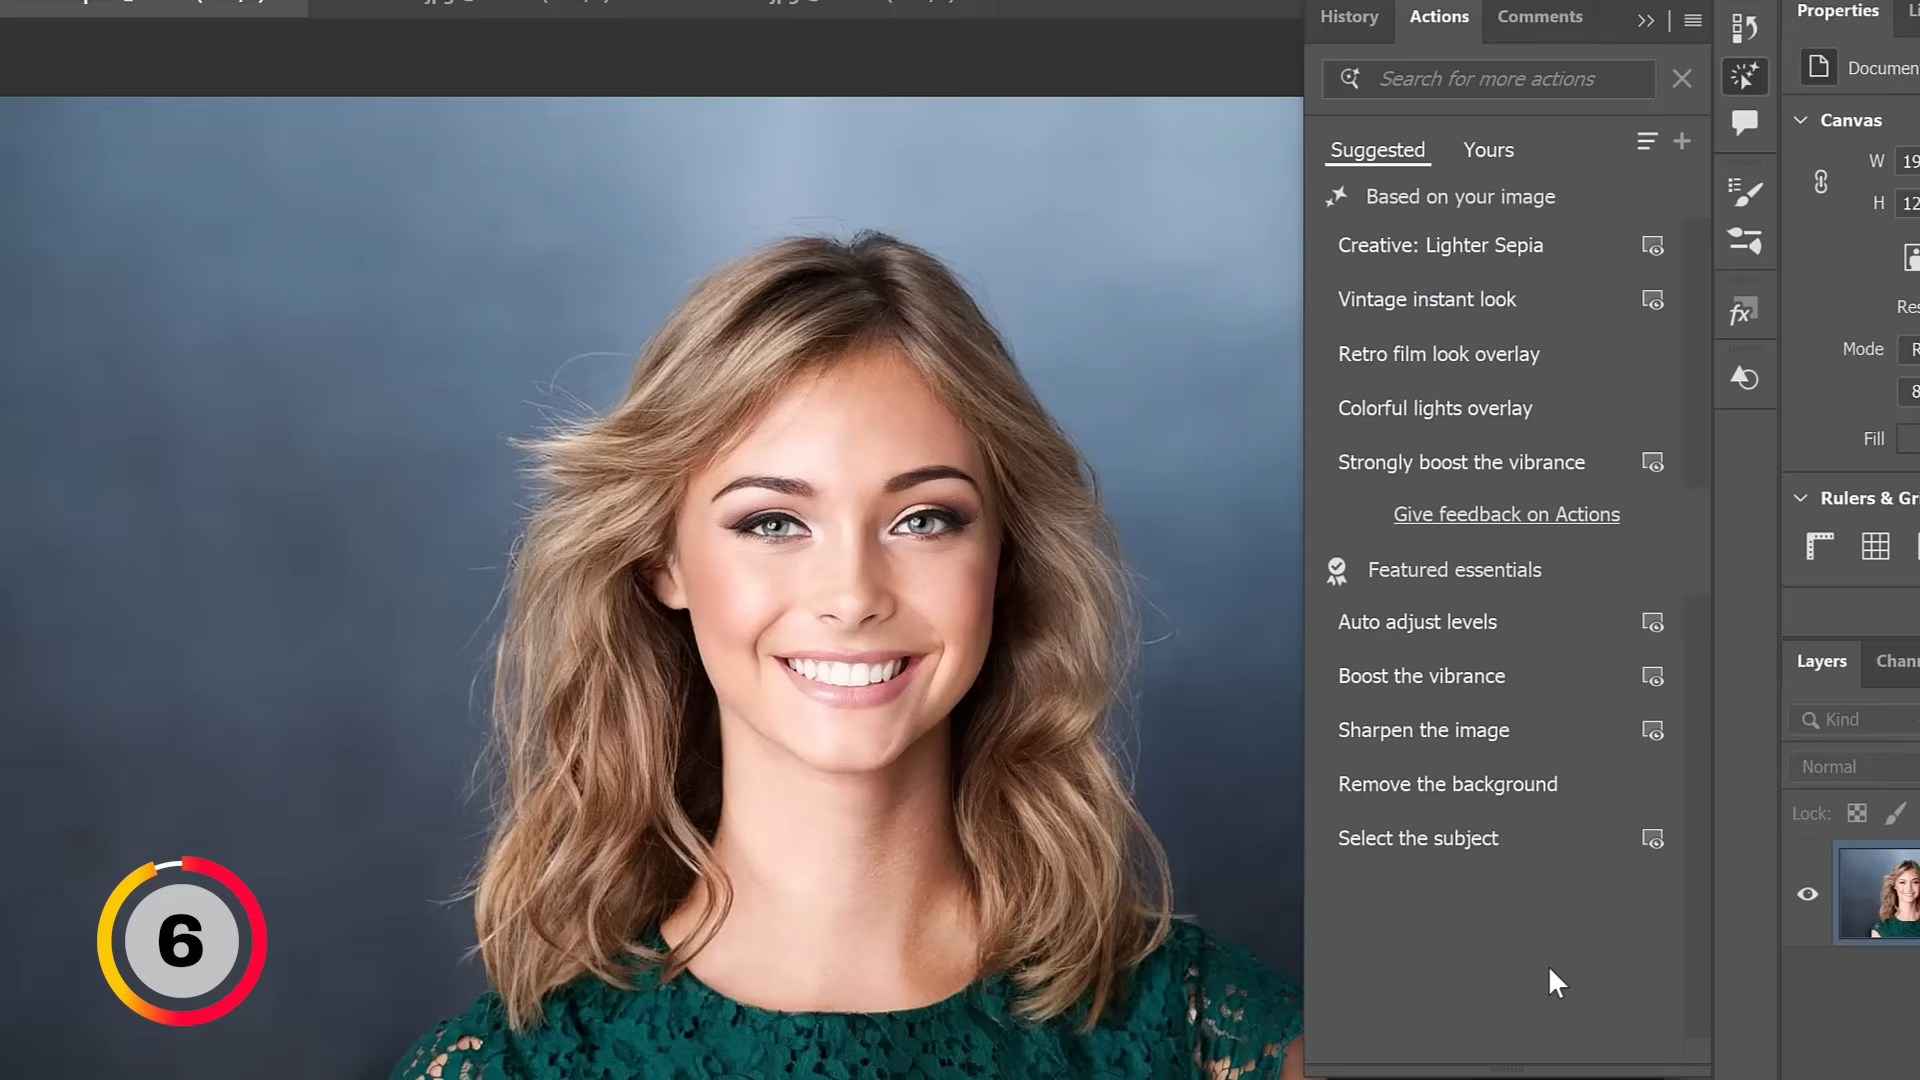 History
Actions
Comments
Properties
Search for more actions
Documen
Suggested
Yours
Canvas
W
19
H
12
Based on your image
Creative: Lighter Sepia
Vintage instant look
Retro film look overlay
Colorful lights overlay
Strongly boost the vibrance
Give feedback on Actions
Featured essentials
Auto adjust levels
Boost the vibrance
Sharpen the image
Remove the background
Select the subject
fx
Res
Mode
R
8
Fill
Rulers & Gr
Layers
Chann
Kind
Normal
Lock:
6